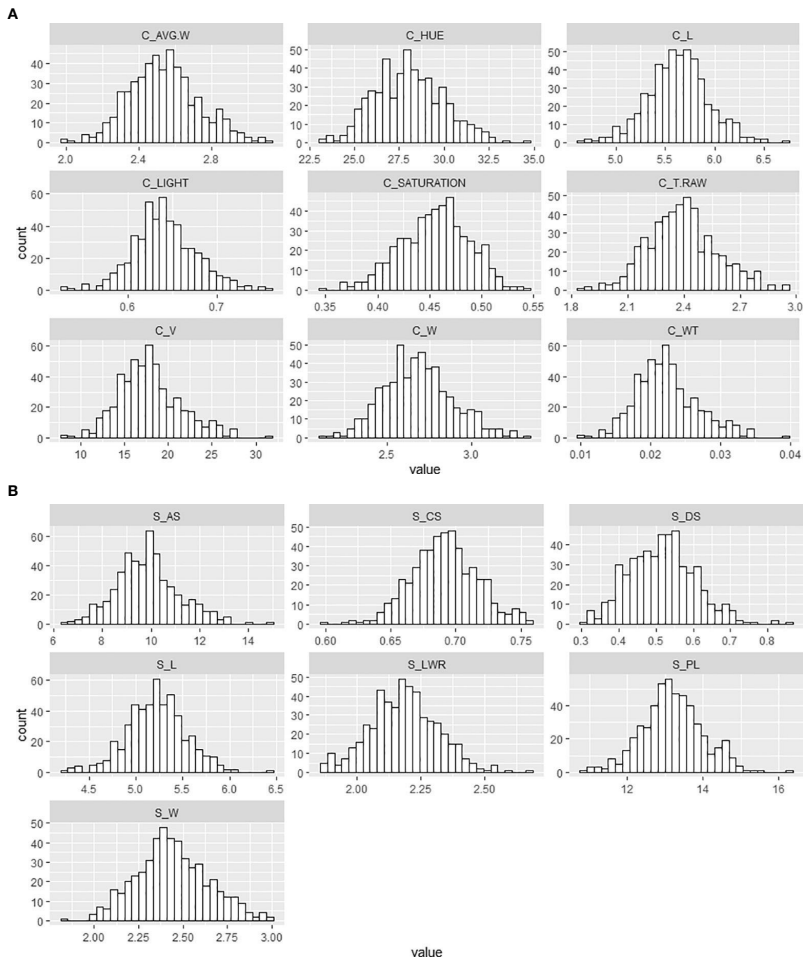 A
C_AVG.W C_HUE C_L
40 30 20 10 0
50 40 30 20 10 0
50 40 30 20 10 0
2.0 2.4 2.8
22.5 25.0 27.5 30.0 32.5 35.0
5.0 5.5 6.0 6.5
C_LIGHT C_SATURATION C_T.RAW
60 40 20 0
40 30 20 10 0
50 40 30 20 10 0
0.6 0.7
0.35 0.40 0.45 0.50 0.55
1.8 2.1 2.4 2.7 3.0
count
C_V C_W C_WT
60 40 20 0
50 40 30 20 10 0
60 40 20 0
10 15 20 25 30
2.5 3.0
0.01 0.02 0.03 0.04
value
B
S_AS S_CS S_DS
60 40 20 0
50 40 30 20 10 0
50 40 30 20 10 0
6 8 10 12 14
0.60 0.65 0.70 0.75
0.3 0.4 0.5 0.6 0.7 0.8
S_L S_LWR S_PL
60 40 20 0
50 40 30 20 10 0
40 20 0
4.5 5.0 5.5 6.0 6.5
2.00 2.25 2.50
12 14 16
count
S_W
50 40 30 20 10 0
2.00 2.25 2.50 2.75 3.00
value